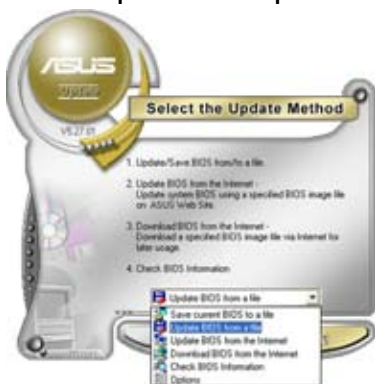 ASUS
Update
V5.27.01
Select the Update Method
1. Update/Save BIOS from/to a file.
2. Update BIOS from the Internet -
Update system BIOS using a specified BIOS image file
on ASUS Web Site.
3. Download BIOS from the Internet -
Download a specified BIOS image file via Internet for
later usage.
4. Check BIOS Information
Update BIOS from a file
Save current BIOS to a file
Update BIOS from a file
Update BIOS from the Internet
Download BIOS from the Internet
Check BIOS Information
Options